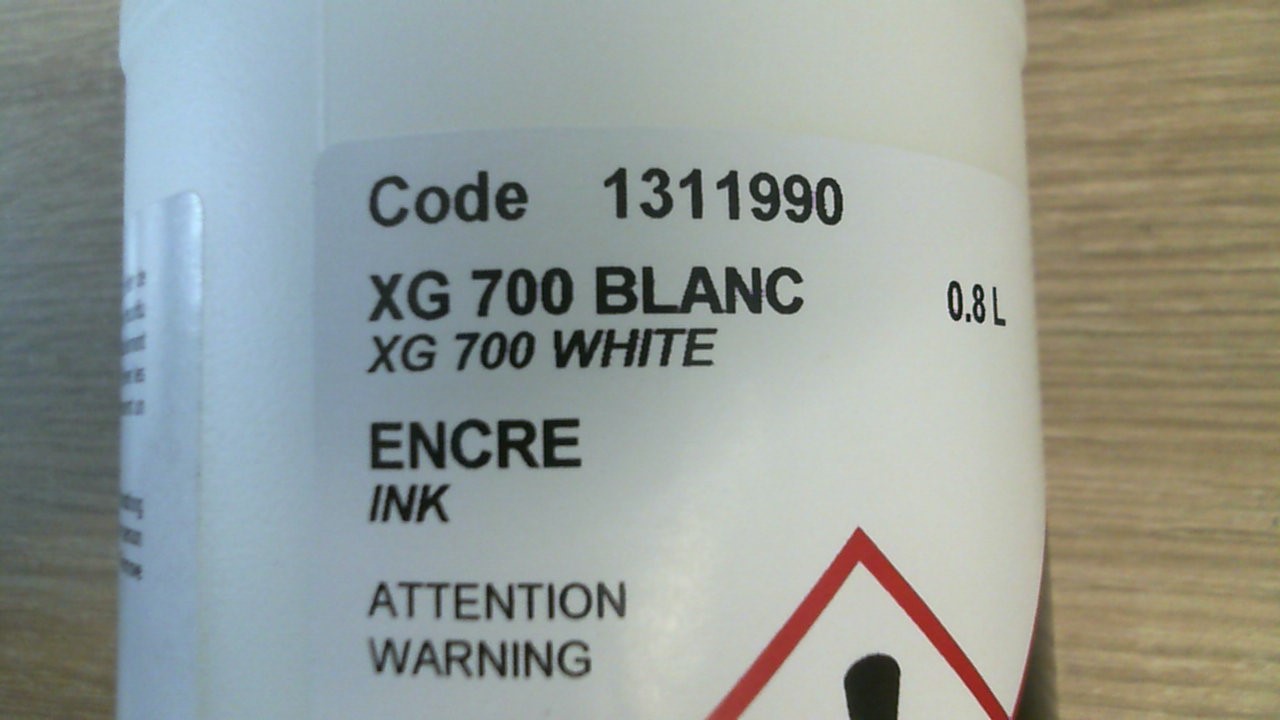 Code 1311990
XG 700 BLANC
0.8 L
XG 700 WHITE
ENCRE
INK
ATTENTION
WARNING